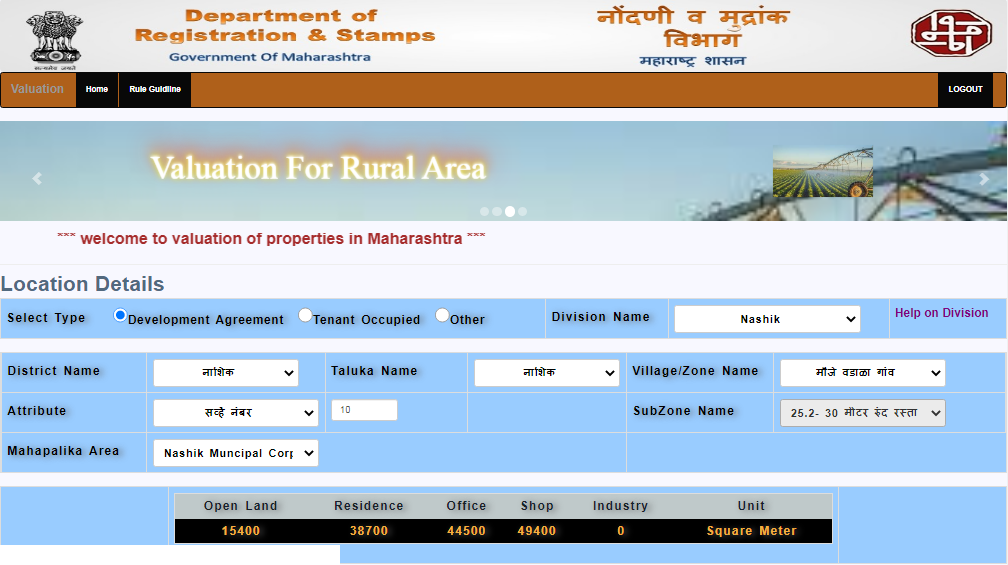 Department of
Registration & Stamps
Government Of Maharashtra
नोंदणी व मुद्रांक
विभाग
महाराष्ट्र शासन
सत्यमेव जयते
Valuation Home Rule Guidline LOGOUT
Valuation For Rural Area
*** welcome to valuation of properties in Maharashtra ***
Location Details
Select Type Development Agreement Tenant Occupied Other Division Name Nashik Help on Division
District Name नाशिक Taluka Name नाशिक Village/Zone Name मौजे वडाळा गांव
Attribute सर्व्हे नंबर 10 SubZone Name 25.2- 30 मीटर रुंद रस्ता
Mahapalika Area Nashik Muncipal Corp
Open Land Residence Office Shop Industry Unit
15400 38700 44500 49400 0 Square Meter